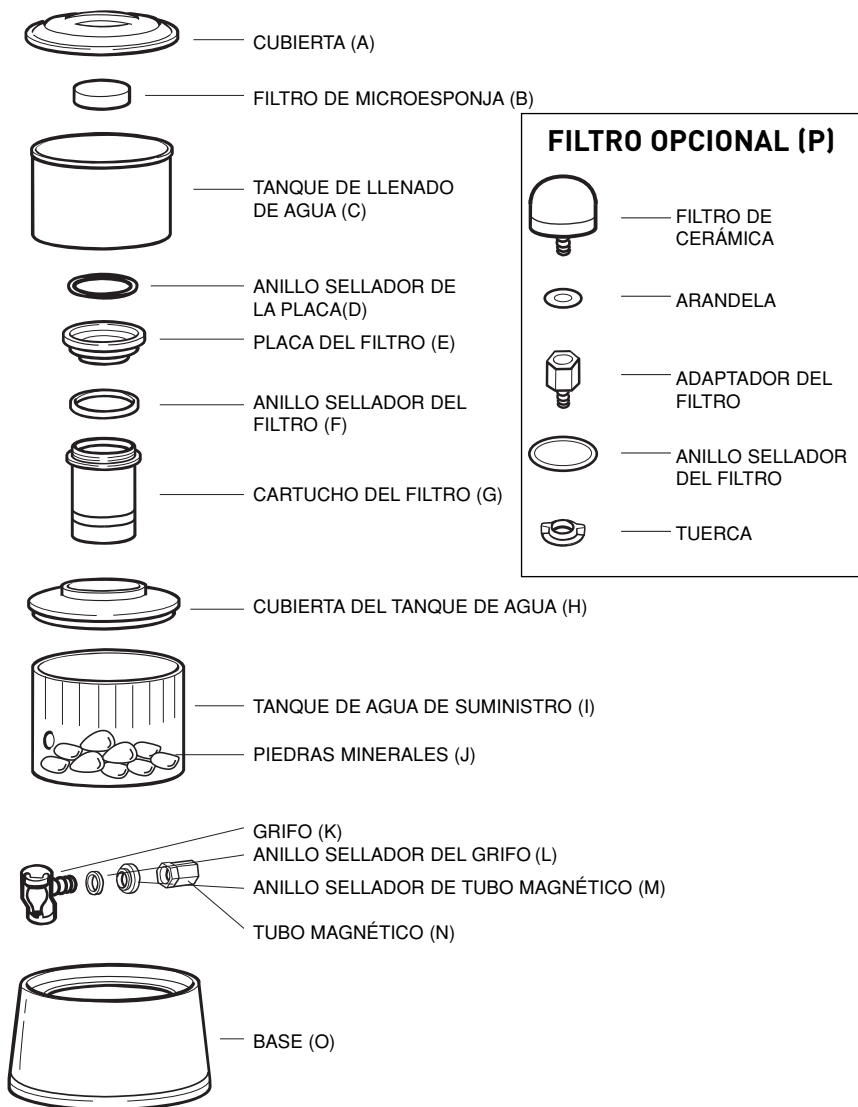 CUBIERTA (A)
FILTRO DE MICROESPONJA (B)
TANQUE DE LLENADO
DE AGUA (C)
ANILLO SELLADOR DE
LA PLACA(D)
PLACA DEL FILTRO (E)
ANILLO SELLADOR DEL
FILTRO (F)
CARTUCHO DEL FILTRO (G)
CUBIERTA DEL TANQUE DE AGUA (H)
TANQUE DE AGUA DE SUMINISTRO (I)
PIEDRAS MINERALES (J)
GRIFO (K)
ANILLO SELLADOR DEL GRIFO (L)
ANILLO SELLADOR DE TUBO MAGNÉTICO (M)
TUBO MAGNÉTICO (N)
BASE (O)
FILTRO OPCIONAL (P)
FILTRO DE
CERÁMICA
ARANDELA
ADAPTADOR DEL
FILTRO
ANILLO SELLADOR
DEL FILTRO
TUERCA